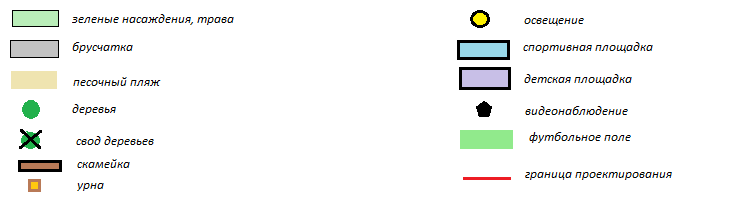 зеленые насаждения, трава
брусчатка
песочный пляж
деревья
свод деревьев
скамейка
урна
освещение
спортивная площадка
детская площадка
видеонаблюдение
футбольное поле
граница проектирования